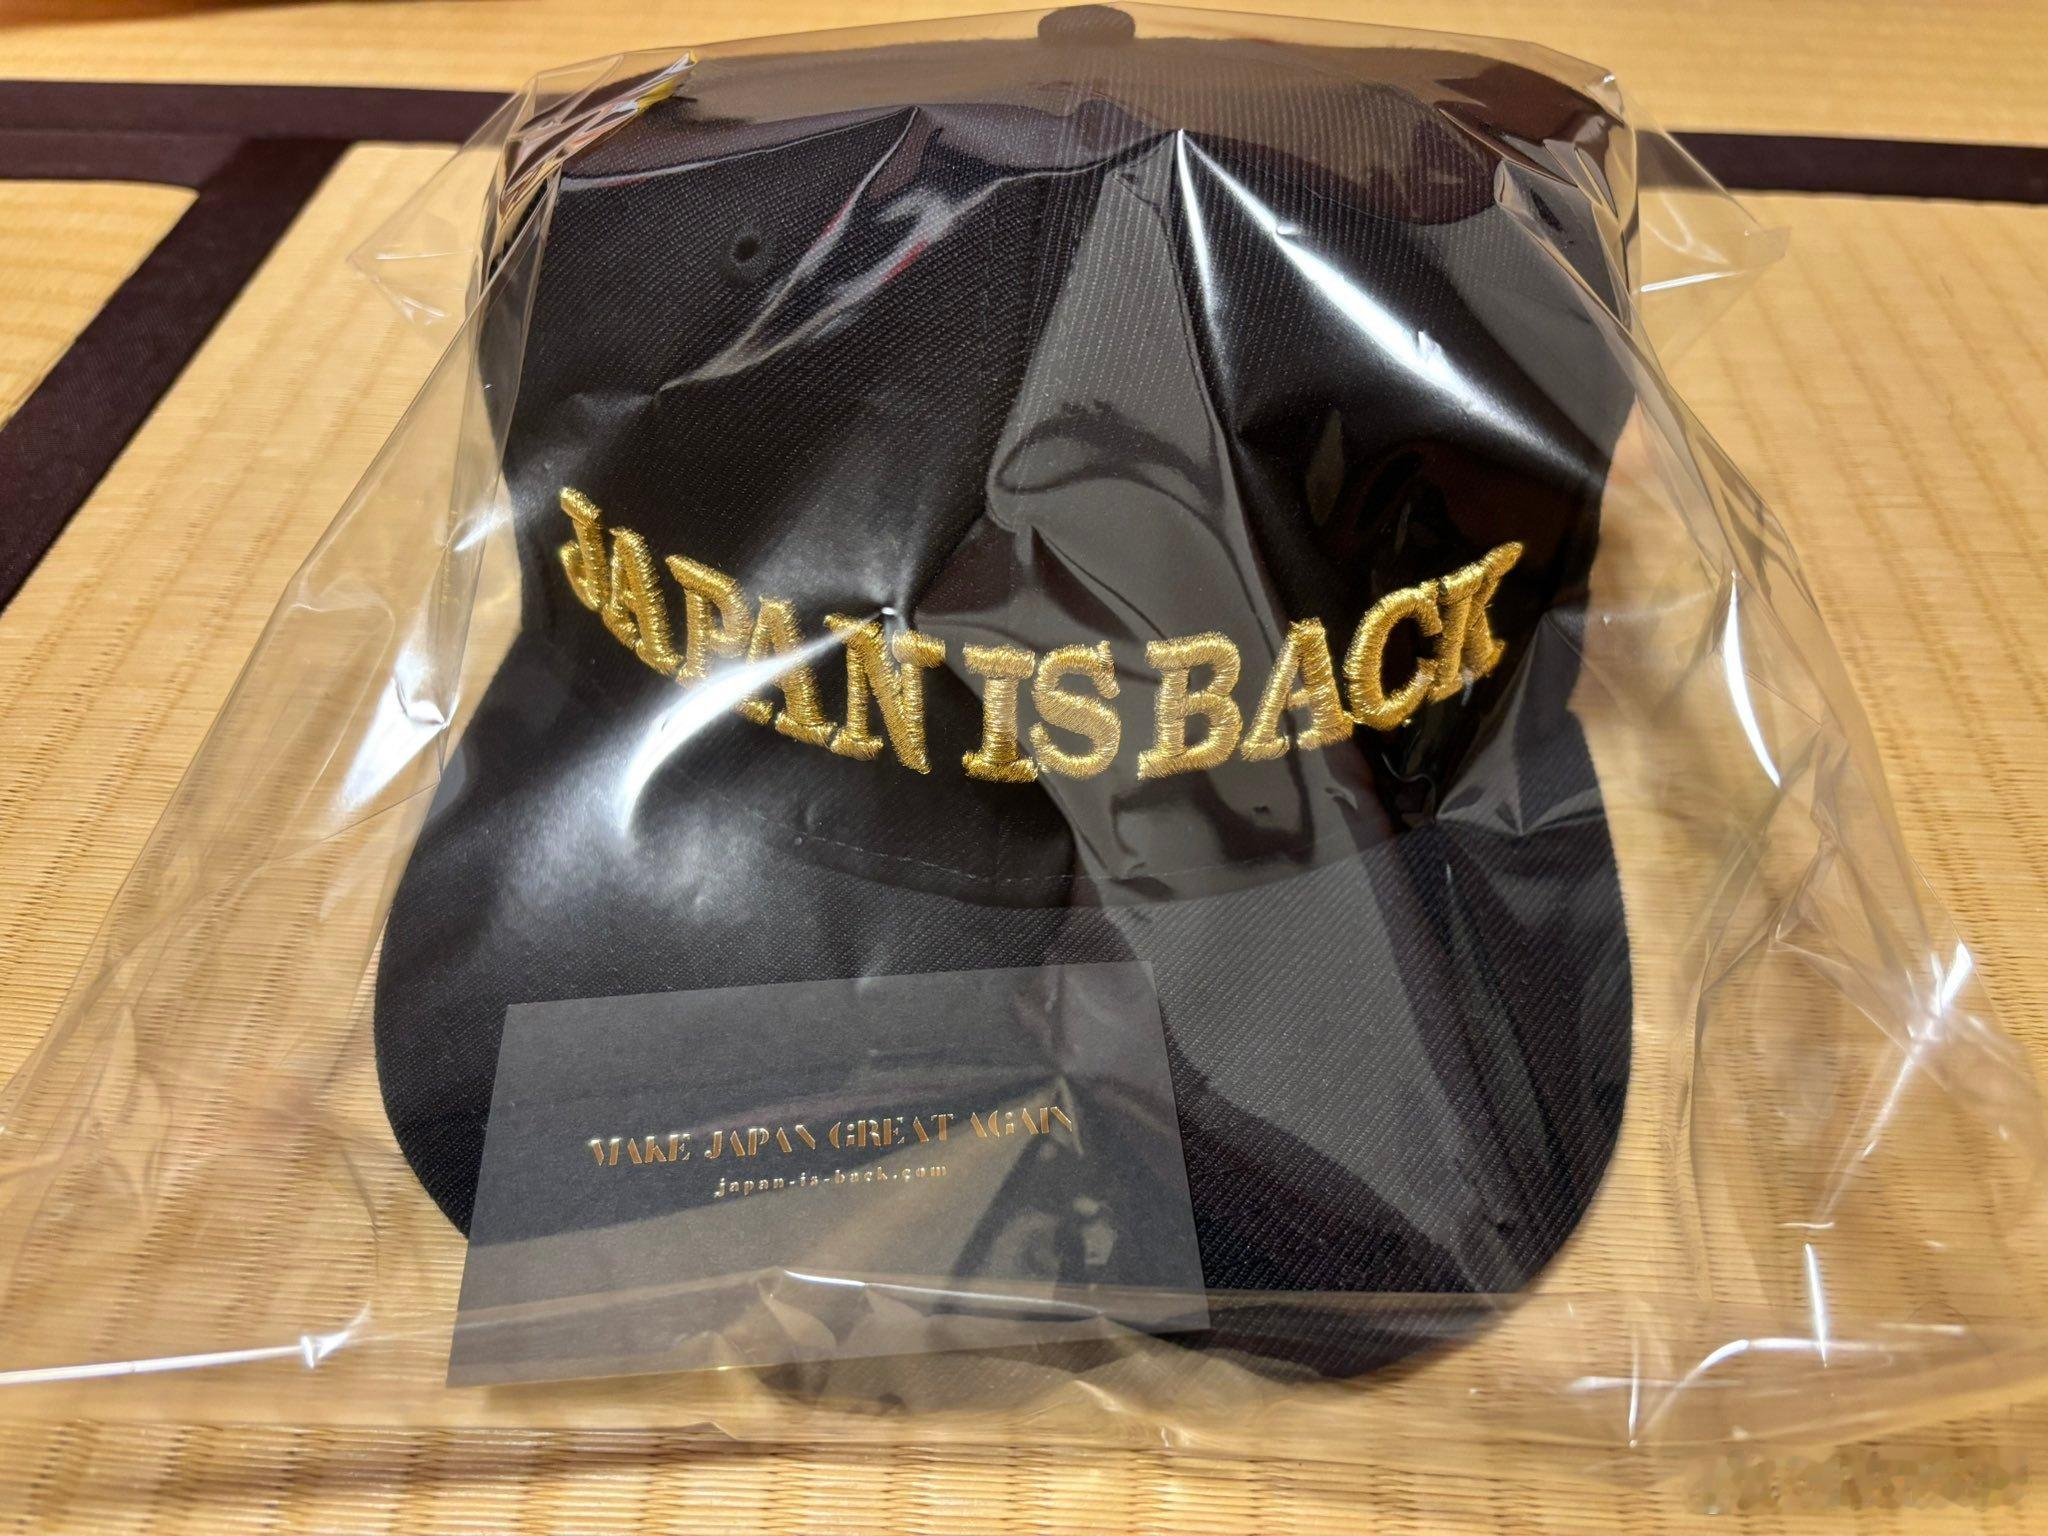 JAPAN IS BACK
MAKE JAPAN GREAT AGAIN
japan-is-back.com